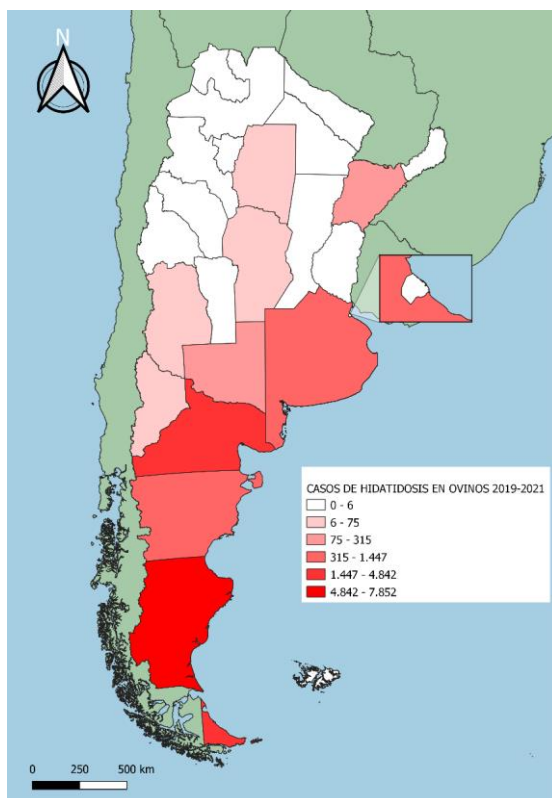 N
CASOS DE HIDATIDOSIS EN OVINOS 2019-2021
0 - 6
6 - 75
75 - 315
315 - 1.447
1.447 - 4.842
4.842 - 7.852
0 250 500 km